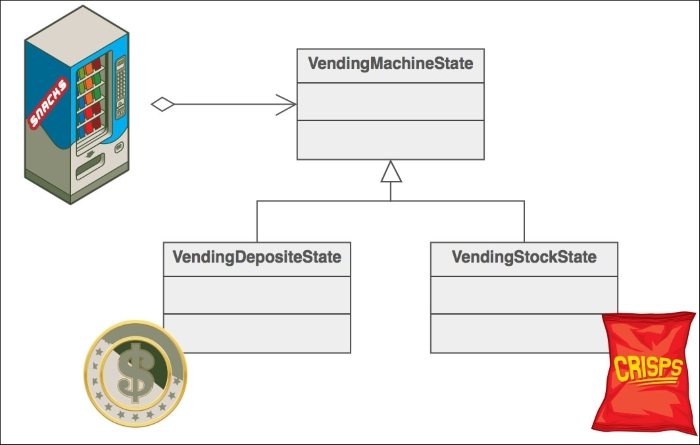 SNACKS
VendingMachineState
VendingDepositeState
VendingStockState
$
CRISPS